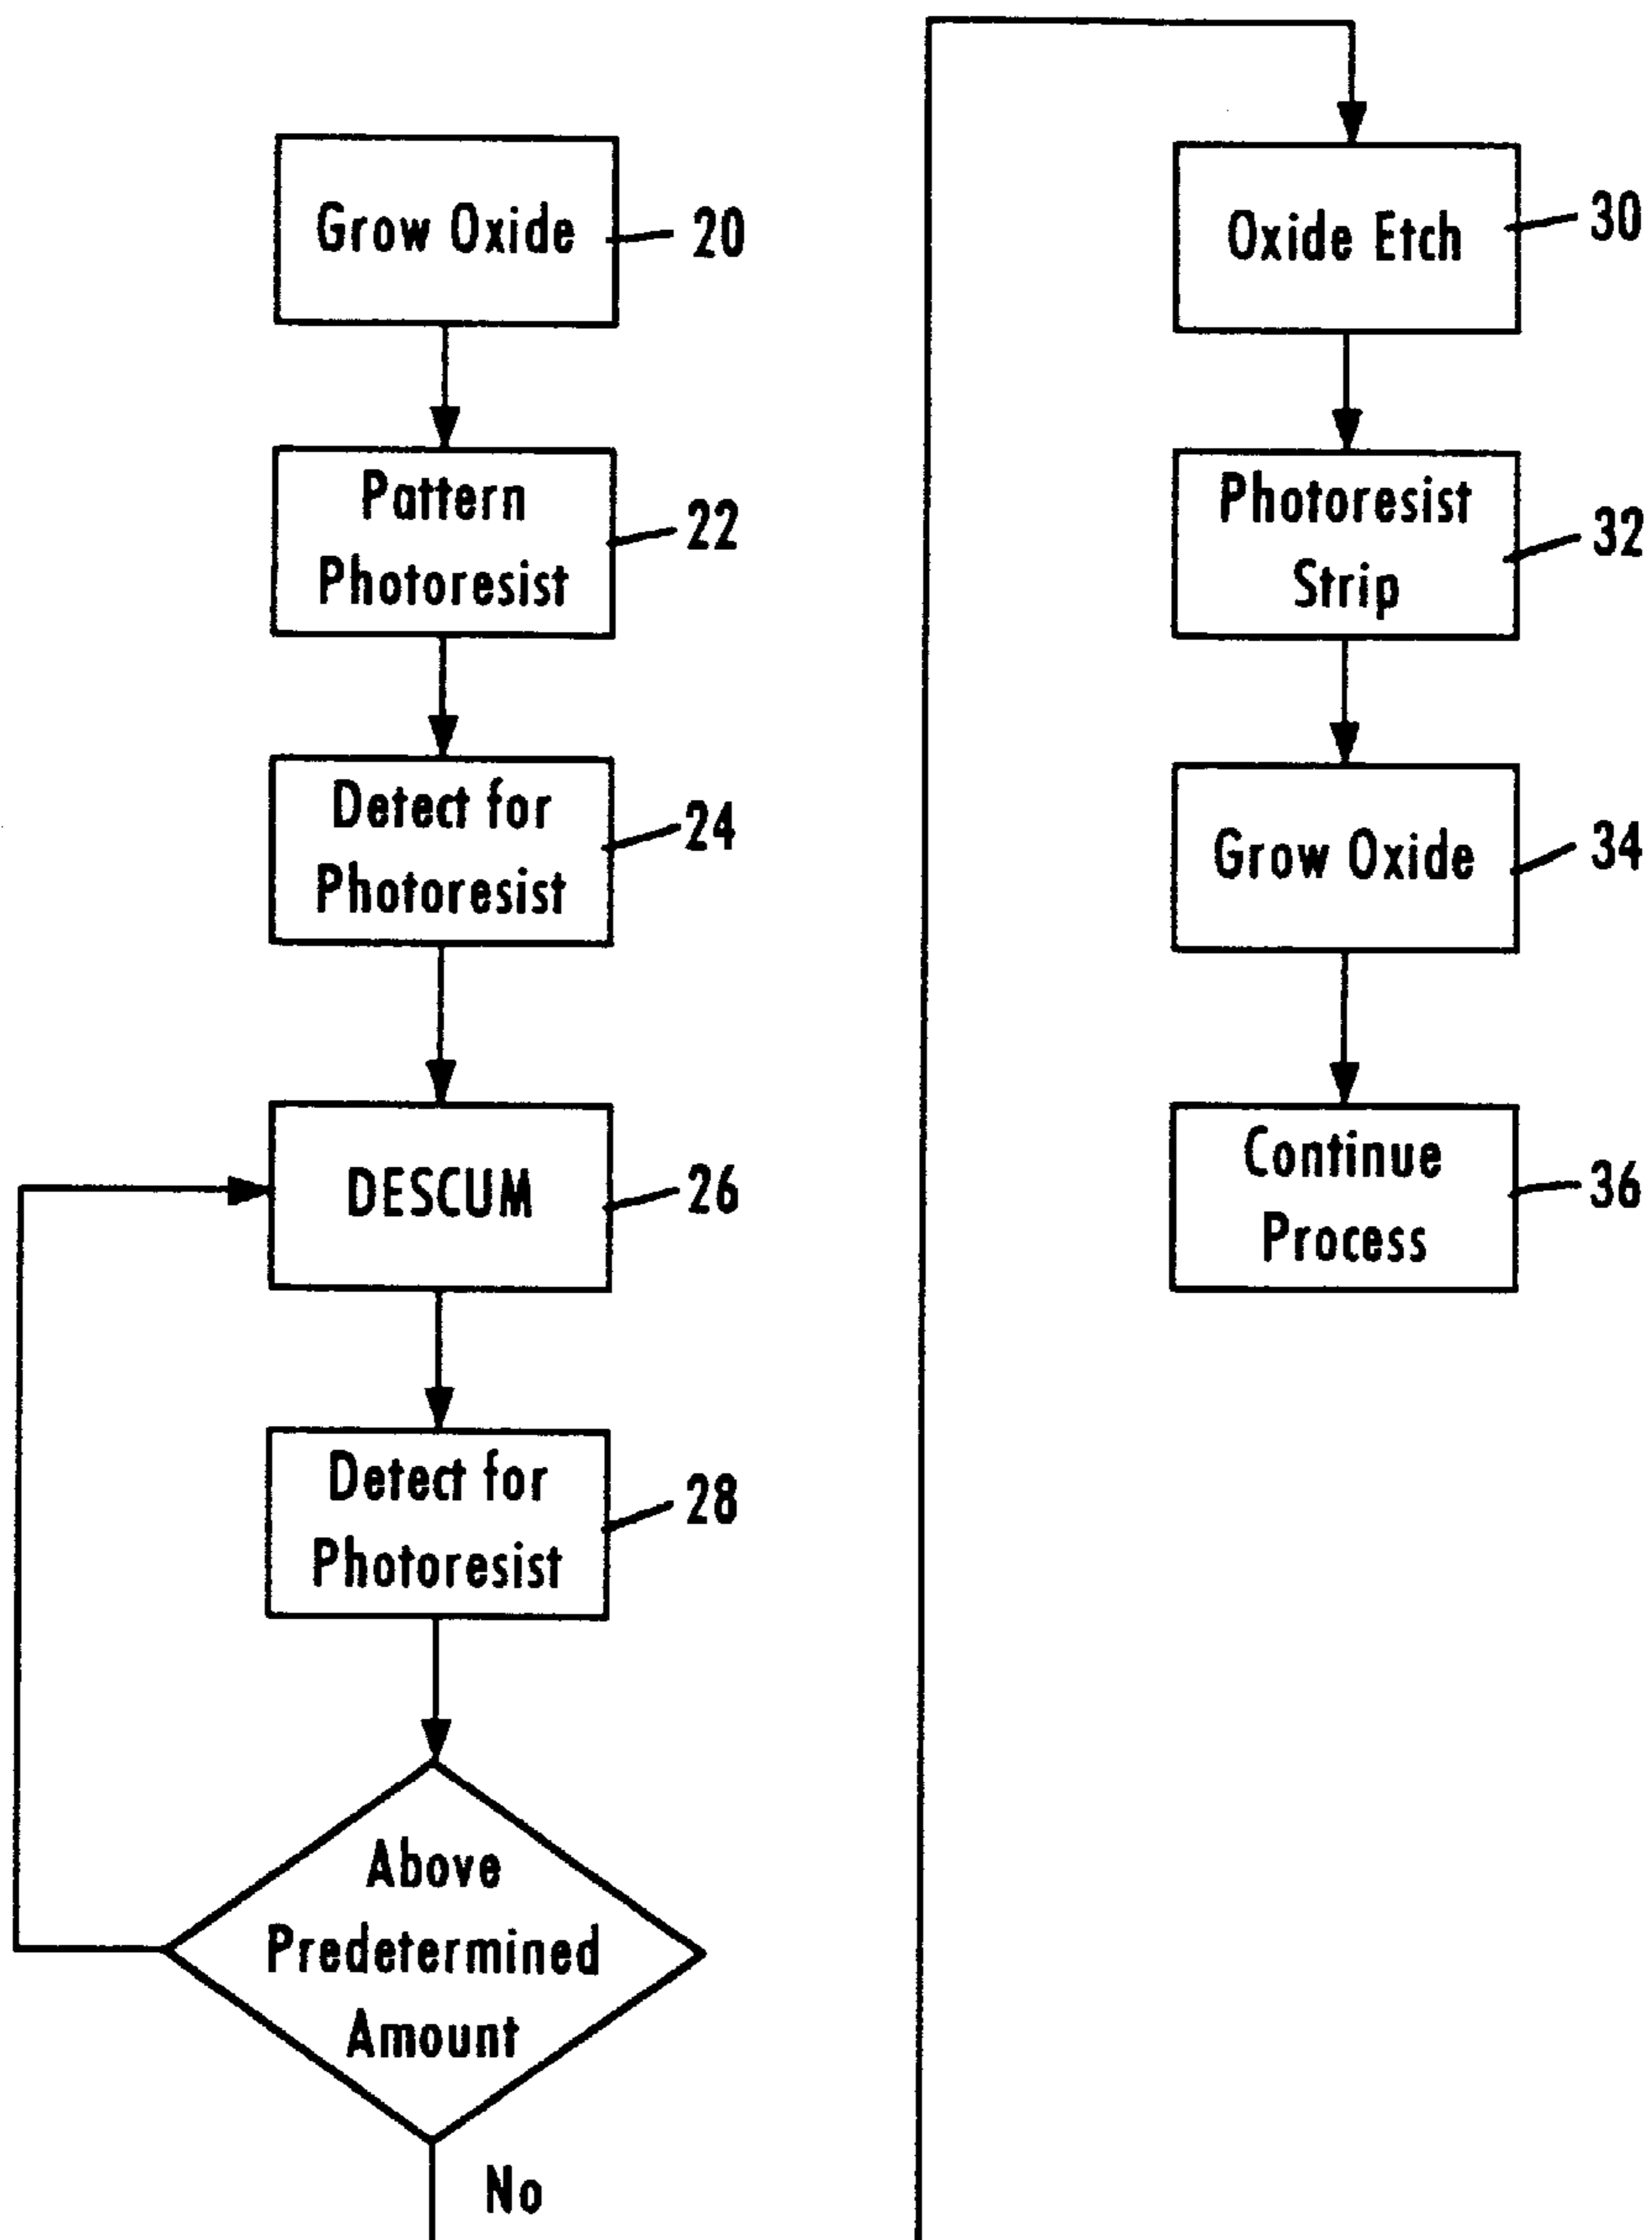 Grow Oxide
20
Pattern
Photoresist
22
Detect for
Photoresist
24
DESCUM
26
Detect for
Photoresist
28
Above
Predetermined
Amount
No
Oxide Etch
30
Photoresist
Strip
32
Grow Oxide
34
Continue
Process
36